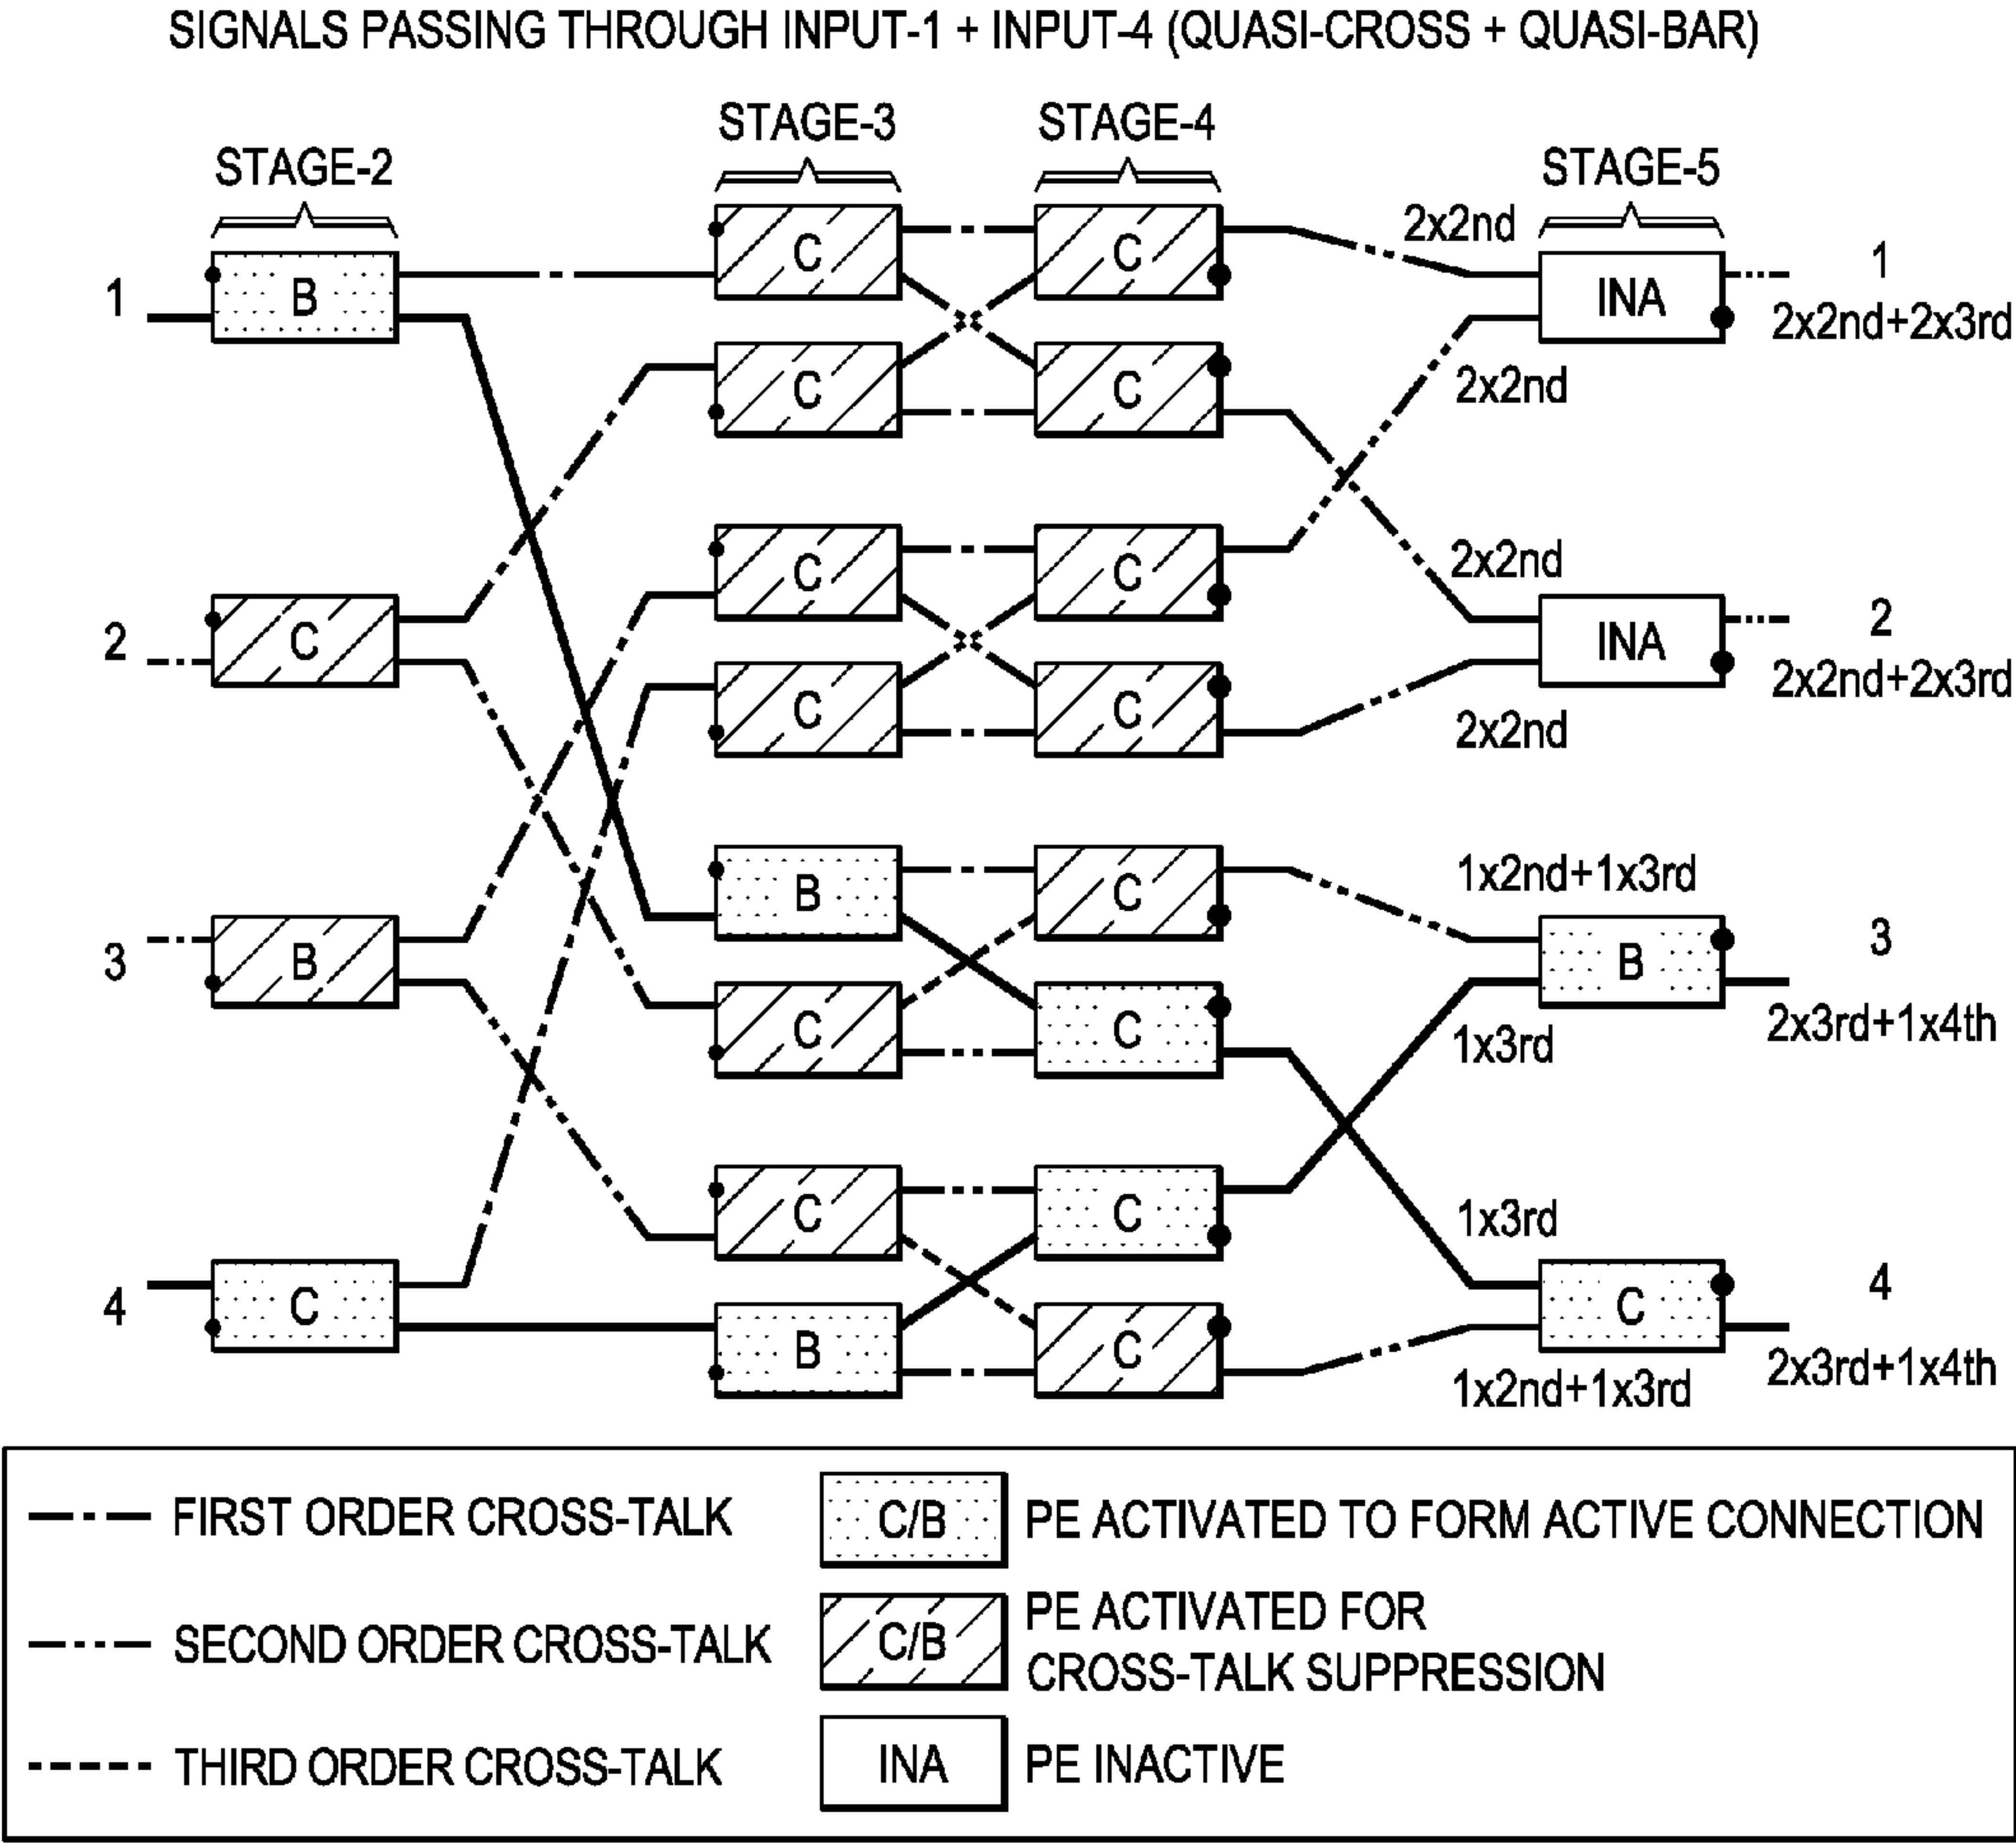 SIGNALS PASSING THROUGH INPUT-1 + INPUT-4 (QUASI-CROSS + QUASI-BAR)
STAGE-3
STAGE-4
STAGE-2
STAGE-5
C
C
2x2nd
1
B
INA
1
2x2nd+2x3rd
C
C
2x2nd
C
C
2x2nd
2
C
INA
2
2x2nd+2x3rd
C
C
2x2nd
B
C
1x2nd+1x3rd
3
B
B
3
2x3rd+1x4th
C
C
1x3rd
C
C
1x3rd
4
C
C
4
2x3rd+1x4th
B
C
1x2nd+1x3rd
FIRST ORDER CROSS-TALK
C/B
PE ACTIVATED TO FORM ACTIVE CONNECTION
SECOND ORDER CROSS-TALK
C/B
PE ACTIVATED FOR
CROSS-TALK SUPPRESSION
THIRD ORDER CROSS-TALK
INA
PE INACTIVE